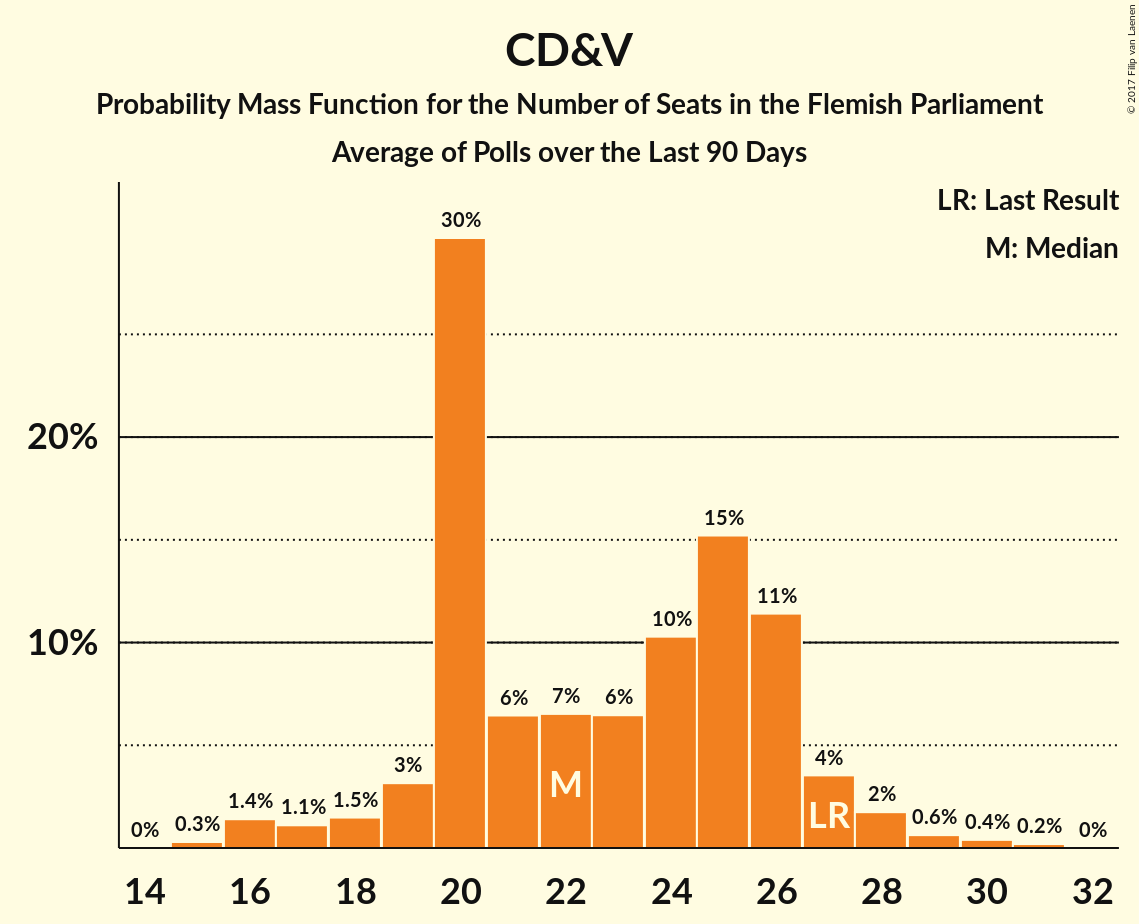 CD&V
Probability Mass Function for the Number of Seats in the Flemish Parliament
Average of Polls over the Last 90 Days
© 2017 Filip van Laenen
LR: Last Result
M: Median
20%
10%
0%
0.3%
1.4%
1.1%
1.5%
3%
30%
6%
7%
6%
10%
15%
11%
4%
2%
0.6%
0.4%
0.2%
0%
M
LR
14 16 18 20 22 24 26 28 30 32